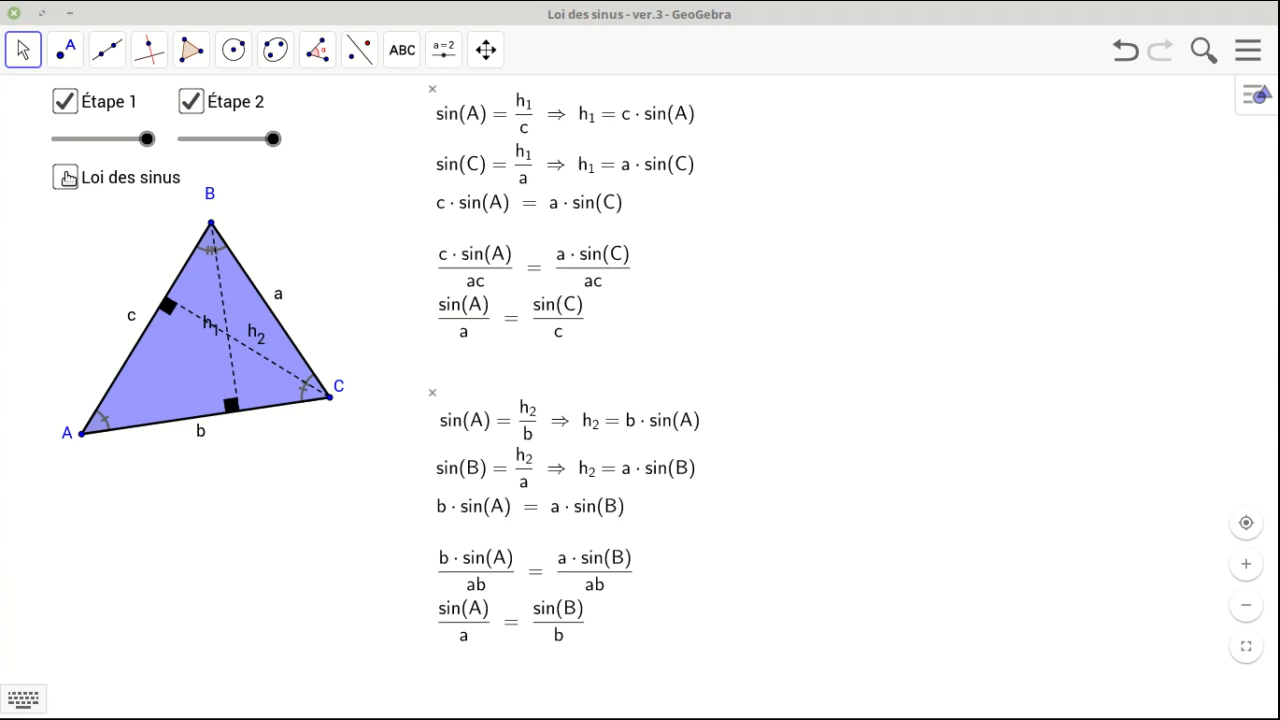 Loi des sinus - ver.3 - GeoGebra
A ABC a=2
Étape 1 Étape 2
Loi des sinus
B
a
c
h₁ h₂
C
A
b
sin(A) = h₁/c ⇒ h₁ = c · sin(A)
sin(C) = h₁/a ⇒ h₁ = a · sin(C)
c · sin(A) = a · sin(C)
c · sin(A)/ac = a · sin(C)/ac
sin(A)/a = sin(C)/c
sin(A) = h₂/b ⇒ h₂ = b · sin(A)
sin(B) = h₂/a ⇒ h₂ = a · sin(B)
b · sin(A) = a · sin(B)
b · sin(A)/ab = a · sin(B)/ab
sin(A)/a = sin(B)/b